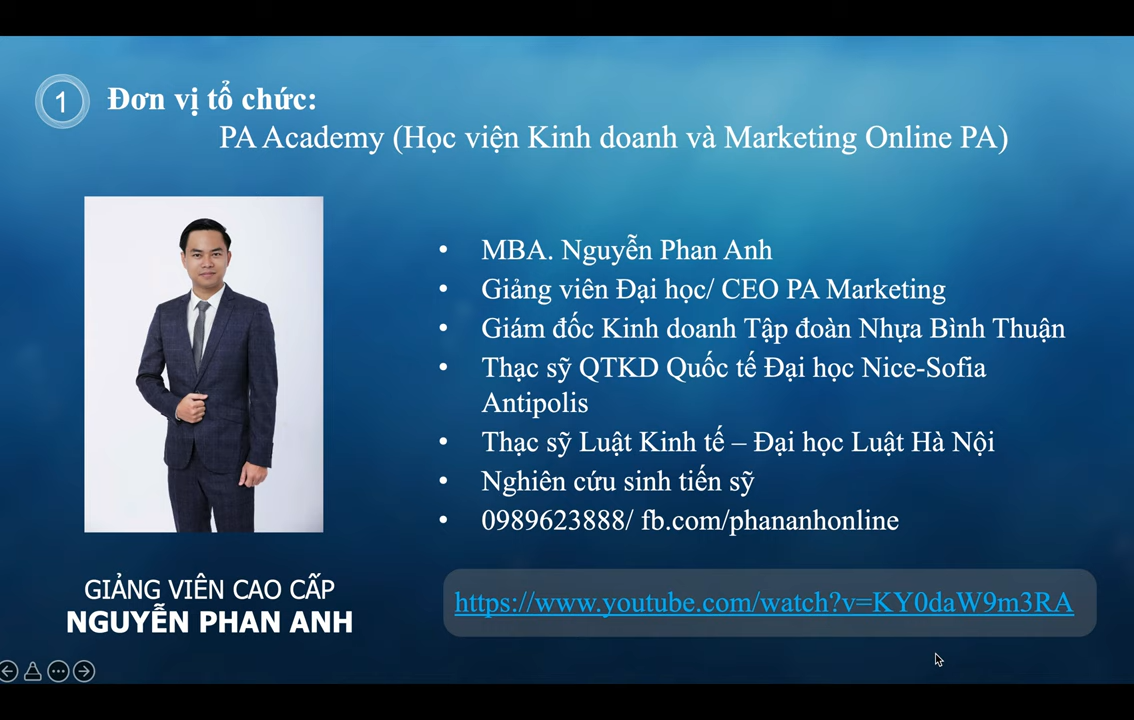 1
Đơn vị tổ chức:
PA Academy (Học viện Kinh doanh và Marketing Online PA)
• MBA. Nguyễn Phan Anh
• Giảng viên Đại học/ CEO PA Marketing
• Giám đốc Kinh doanh Tập đoàn Nhựa Bình Thuận
• Thạc sỹ QTKD Quốc tế Đại học Nice-Sofia
Antipolis
• Thạc sỹ Luật Kinh tế – Đại học Luật Hà Nội
• Nghiên cứu sinh tiến sỹ
• 0989623888/ fb.com/phananhonline
GIẢNG VIÊN CAO CẤP
NGUYỄN PHAN ANH
https://www.youtube.com/watch?v=KY0daW9m3RA